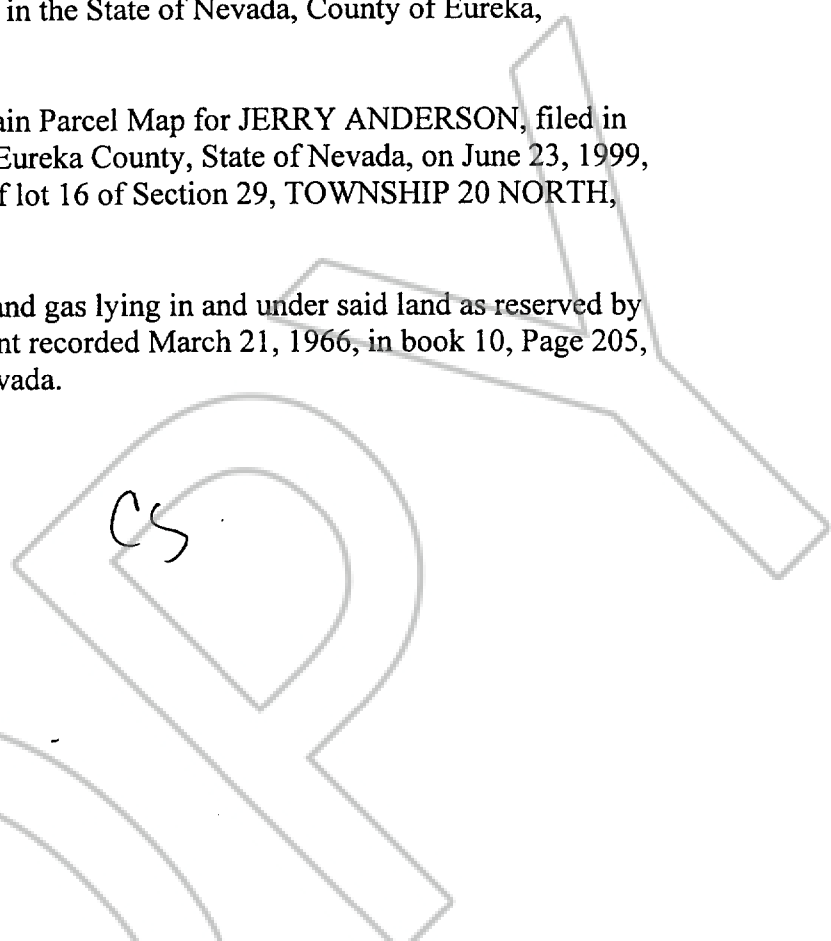 in the State of Nevada, County of Eureka,
ain Parcel Map for JERRY ANDERSON, filed in
Eureka County, State of Nevada, on June 23, 1999,
f lot 16 of Section 29, TOWNSHIP 20 NORTH,
and gas lying in and under said land as reserved by
nt recorded March 21, 1966, in book 10, Page 205,
vada.
CS
PY